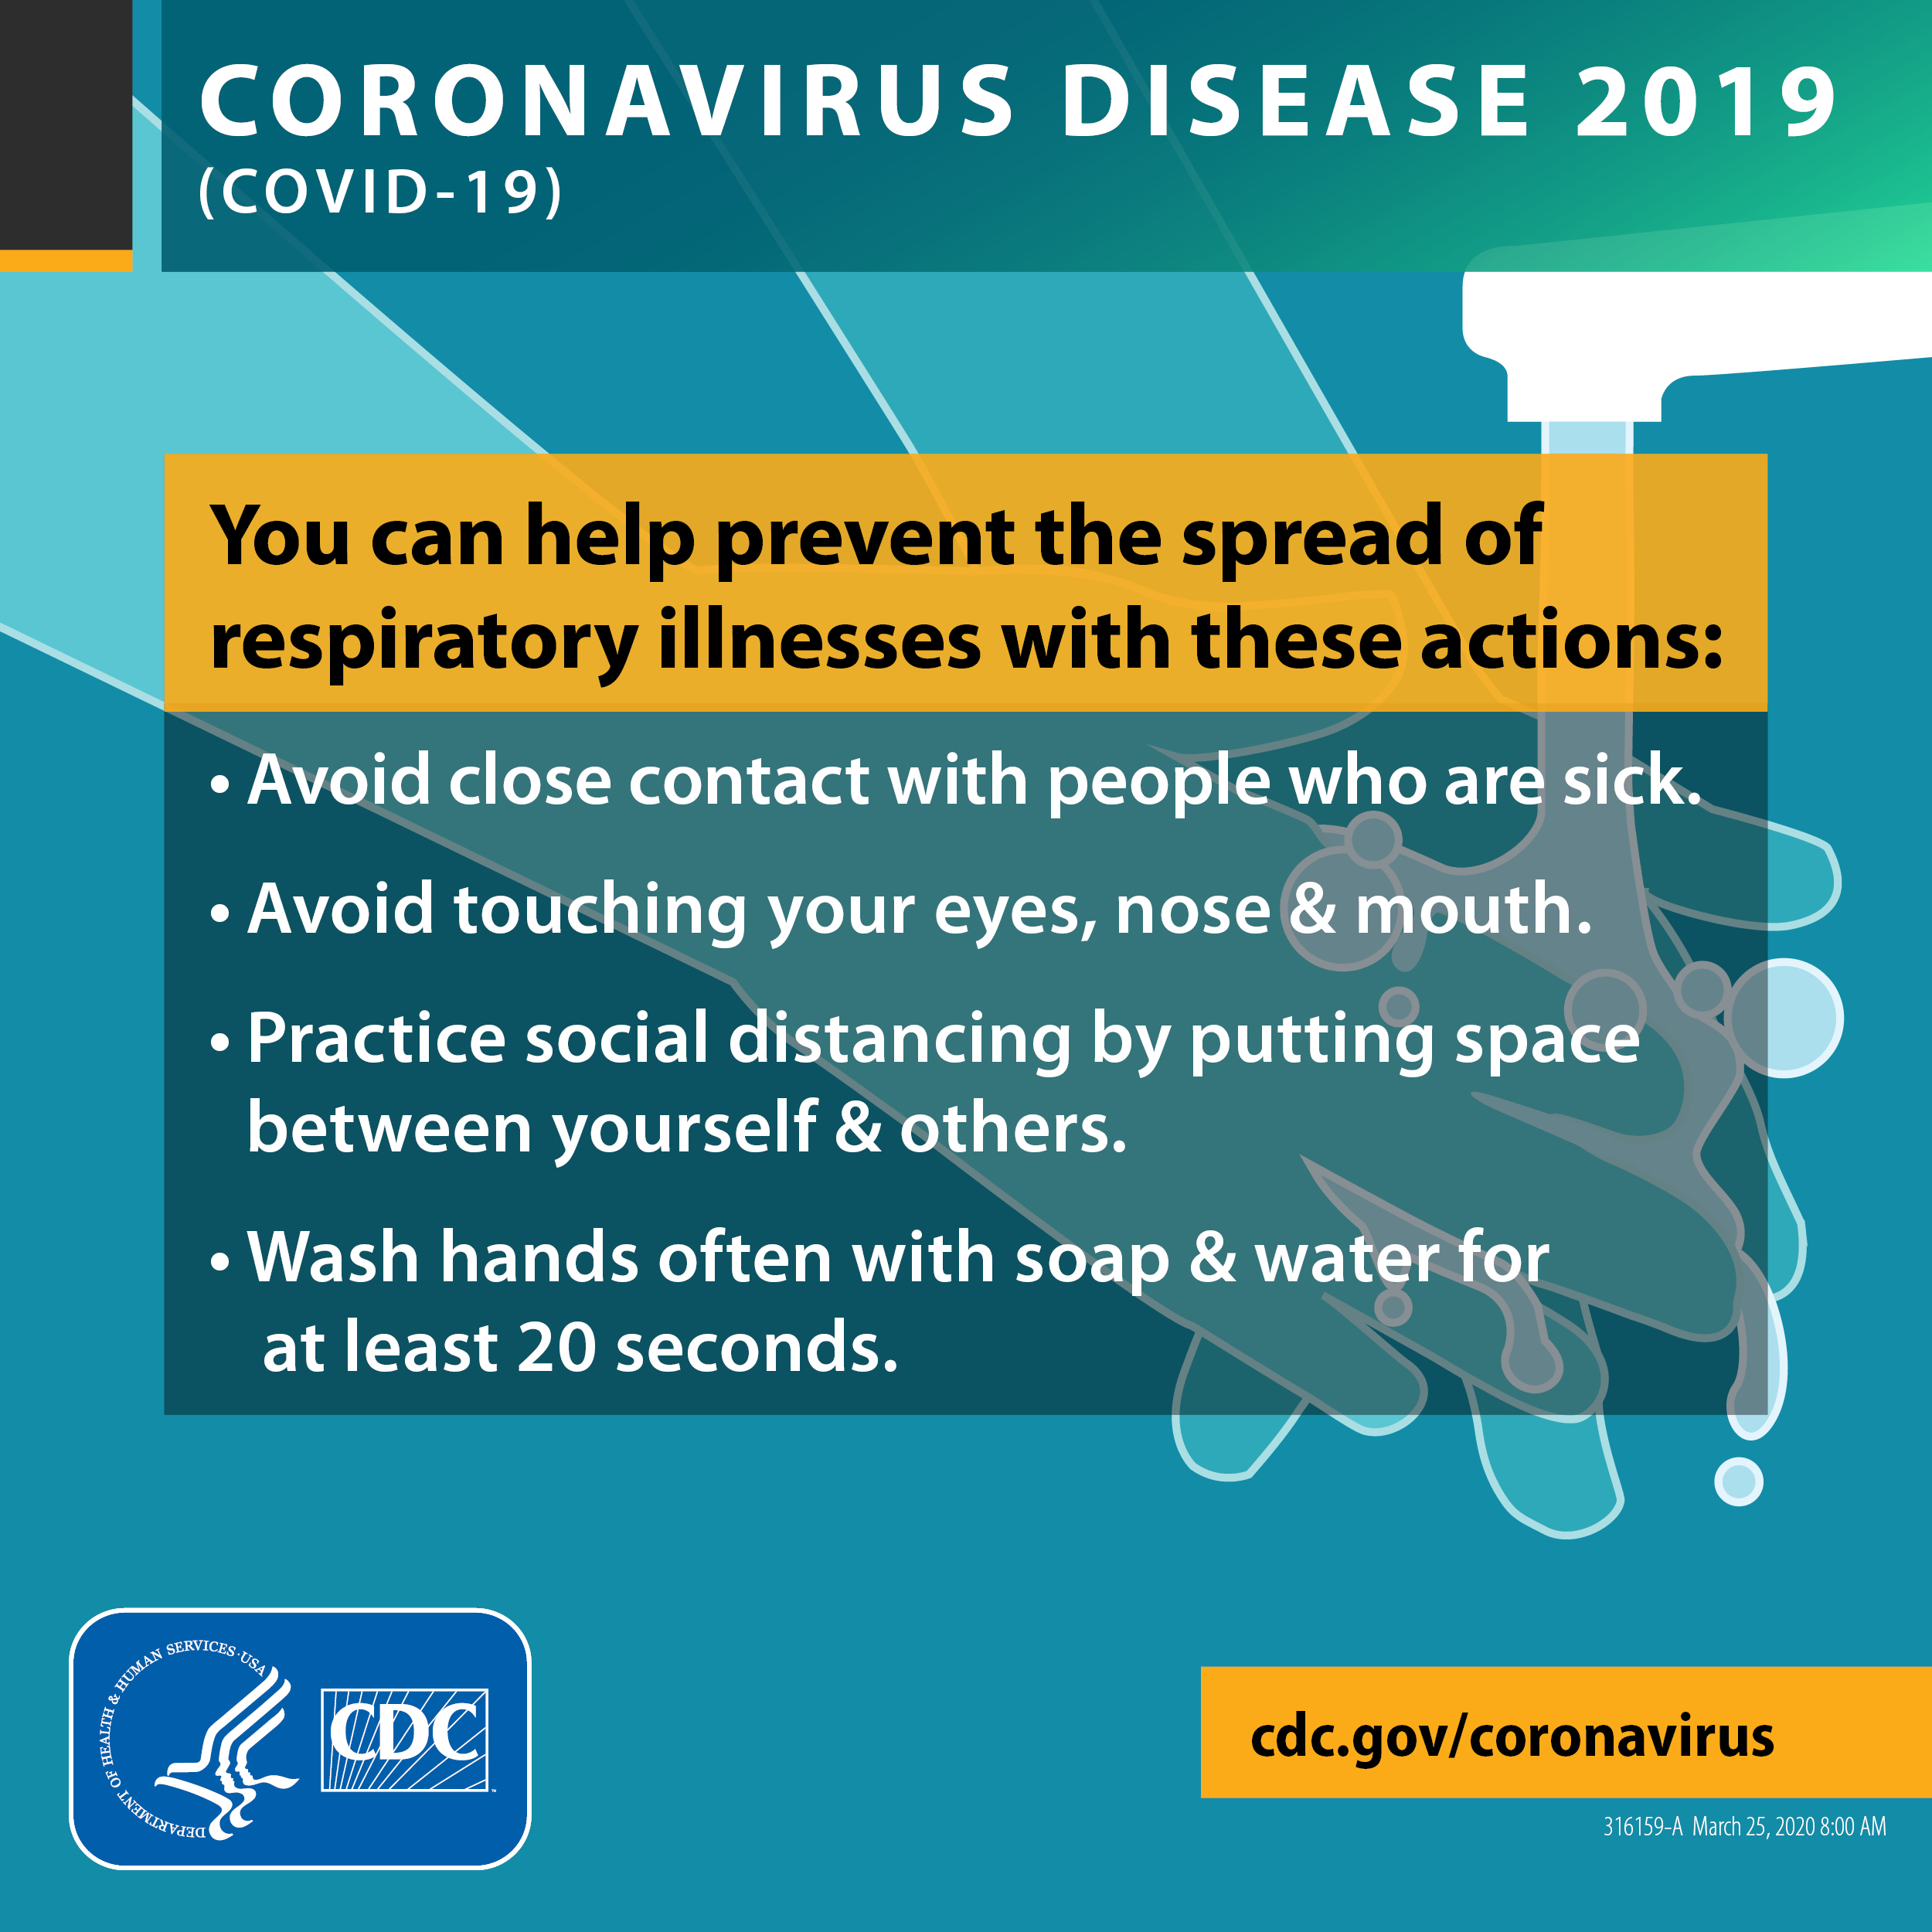 CORONAVIRUS DISEASE 2019
(COVID-19)
You can help prevent the spread of
respiratory illnesses with these actions:
• Avoid close contact with people who are sick.
• Avoid touching your eyes, nose & mouth.
• Practice social distancing by putting space
between yourself & others.
• Wash hands often with soap & water for
at least 20 seconds.
DEPARTMENT OF HEALTH & HUMAN SERVICES·USA
CDC
™
cdc.gov/coronavirus
316159-A March 25, 2020 8:00 AM